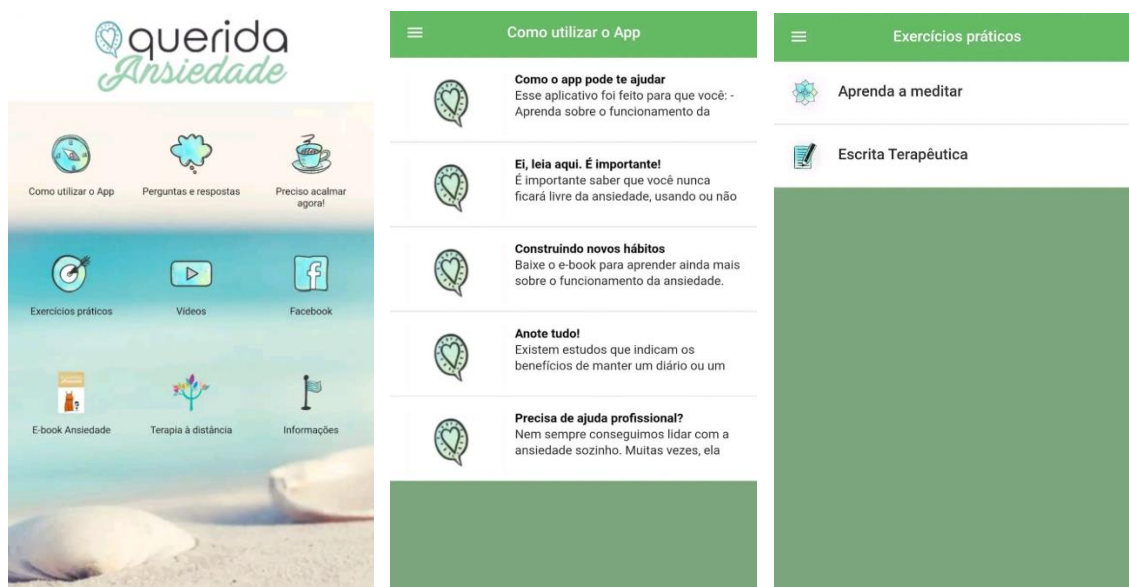 querida
Ansiedade
Como utilizar o App
Perguntas e respostas
Preciso acalmar
agora!
Exercícios práticos
Vídeos
Facebook
E-book Ansiedade
Terapia à distância
Informações
Como utilizar o App
Como o app pode te ajudar
Esse aplicativo foi feito para que você: -
Aprenda sobre o funcionamento da
Ei, leia aqui. É importante!
É importante saber que você nunca
ficará livre da ansiedade, usando ou não
Construindo novos hábitos
Baixe o e-book para aprender ainda mais
sobre o funcionamento da ansiedade.
Anote tudo!
Existem estudos que indicam os
benefícios de manter um diário ou um
Precisa de ajuda profissional?
Nem sempre conseguimos lidar com a
ansiedade sozinho. Muitas vezes, ela
Exercícios práticos
Aprenda a meditar
Escrita Terapêutica